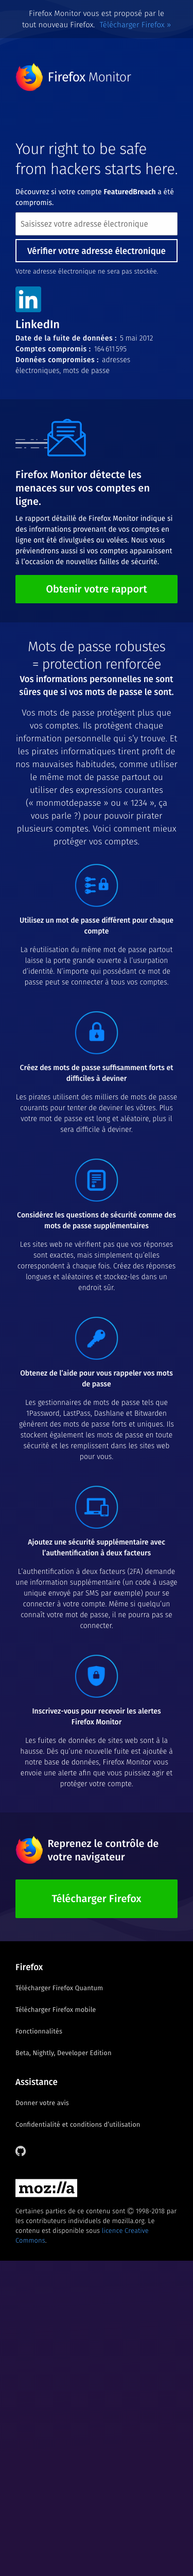 Firefox Monitor vous est proposé par le
tout nouveau Firefox. Télécharger Firefox »
Firefox Monitor
Your right to be safe
from hackers starts here.
Découvrez si votre compte FeaturedBreach a été
compromis.
Saisissez votre adresse électronique
Vérifier votre adresse électronique
Votre adresse électronique ne sera pas stockée.
in
LinkedIn
Date de la fuite de données : 5 mai 2012
Comptes compromis : 164 611 595
Données compromises : adresses
électroniques, mots de passe
Firefox Monitor détecte les
menaces sur vos comptes en
ligne.
Le rapport détaillé de Firefox Monitor indique si
des informations provenant de vos comptes en
ligne ont été divulguées ou volées. Nous vous
préviendrons aussi si vos comptes apparaissent
à l’occasion de nouvelles failles de sécurité.
Obtenir votre rapport
Mots de passe robustes
= protection renforcée
Vos informations personnelles ne sont
sûres que si vos mots de passe le sont.
Vos mots de passe protègent plus que
vos comptes. Ils protègent chaque
information personnelle qui s’y trouve. Et
les pirates informatiques tirent profit de
nos mauvaises habitudes, comme utiliser
le même mot de passe partout ou
utiliser des expressions courantes
(« monmotdepasse » ou « 1234 », ça
vous parle ?) pour pouvoir pirater
plusieurs comptes. Voici comment mieux
protéger vos comptes.
Utilisez un mot de passe différent pour chaque
compte
La réutilisation du même mot de passe partout
laisse la porte grande ouverte à l’usurpation
d’identité. N’importe qui possédant ce mot de
passe peut se connecter à tous vos comptes.
Créez des mots de passe suffisamment forts et
difficiles à deviner
Les pirates utilisent des milliers de mots de passe
courants pour tenter de deviner les vôtres. Plus
votre mot de passe est long et aléatoire, plus il
sera difficile à deviner.
Considérez les questions de sécurité comme des
mots de passe supplémentaires
Les sites web ne vérifient pas que vos réponses
sont exactes, mais simplement qu’elles
correspondent à chaque fois. Créez des réponses
longues et aléatoires et stockez-les dans un
endroit sûr.
Obtenez de l’aide pour vous rappeler vos mots
de passe
Les gestionnaires de mots de passe tels que
1Password, LastPass, Dashlane et Bitwarden
génèrent des mots de passe forts et uniques. Ils
stockent également les mots de passe en toute
sécurité et les remplissent dans les sites web
pour vous.
Ajoutez une sécurité supplémentaire avec
l’authentification à deux facteurs
L’authentification à deux facteurs (2FA) demande
une information supplémentaire (un code à usage
unique envoyé par SMS par exemple) pour se
connecter à votre compte. Même si quelqu’un
connaît votre mot de passe, il ne pourra pas se
connecter.
Inscrivez-vous pour recevoir les alertes
Firefox Monitor
Les fuites de données de sites web sont à la
hausse. Dès qu’une nouvelle fuite est ajoutée à
notre base de données, Firefox Monitor vous
envoie une alerte afin que vous puissiez agir et
protéger votre compte.
Reprenez le contrôle de
votre navigateur
Télécharger Firefox
Firefox
Télécharger Firefox Quantum
Télécharger Firefox mobile
Fonctionnalités
Beta, Nightly, Developer Edition
Assistance
Donner votre avis
Confidentialité et conditions d’utilisation
moz://a
Certaines parties de ce contenu sont © 1998-2018 par
les contributeurs individuels de mozilla.org. Le
contenu est disponible sous licence Creative
Commons.